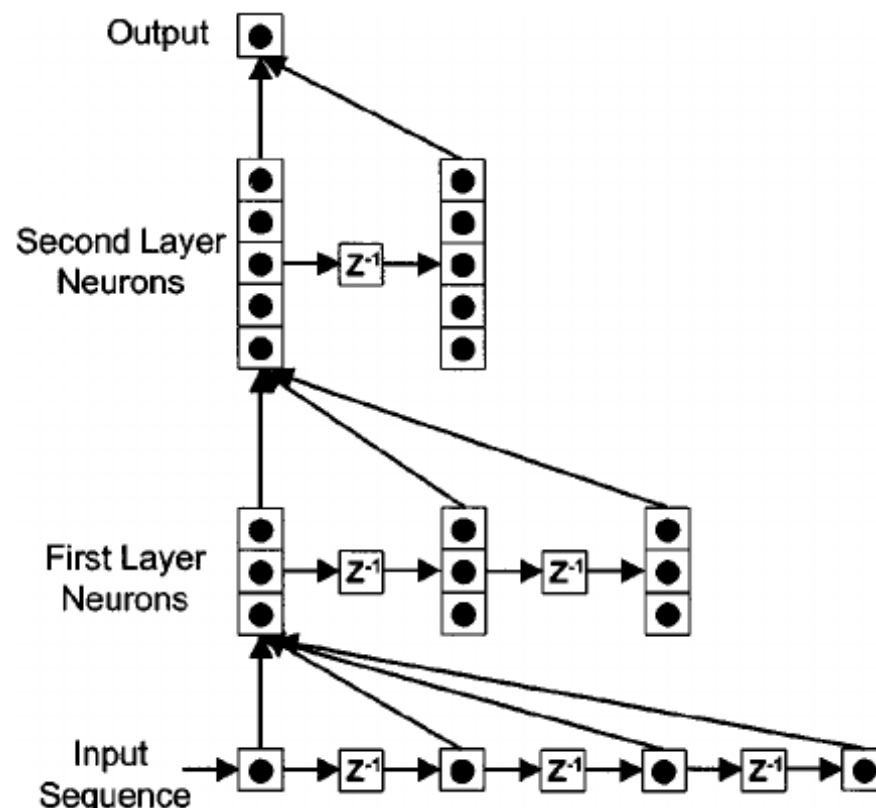 Output
Second Layer
Neurons
Z⁻¹
First Layer
Neurons
Z⁻¹
Z⁻¹
Input
Sequence
Z⁻¹
Z⁻¹
Z⁻¹